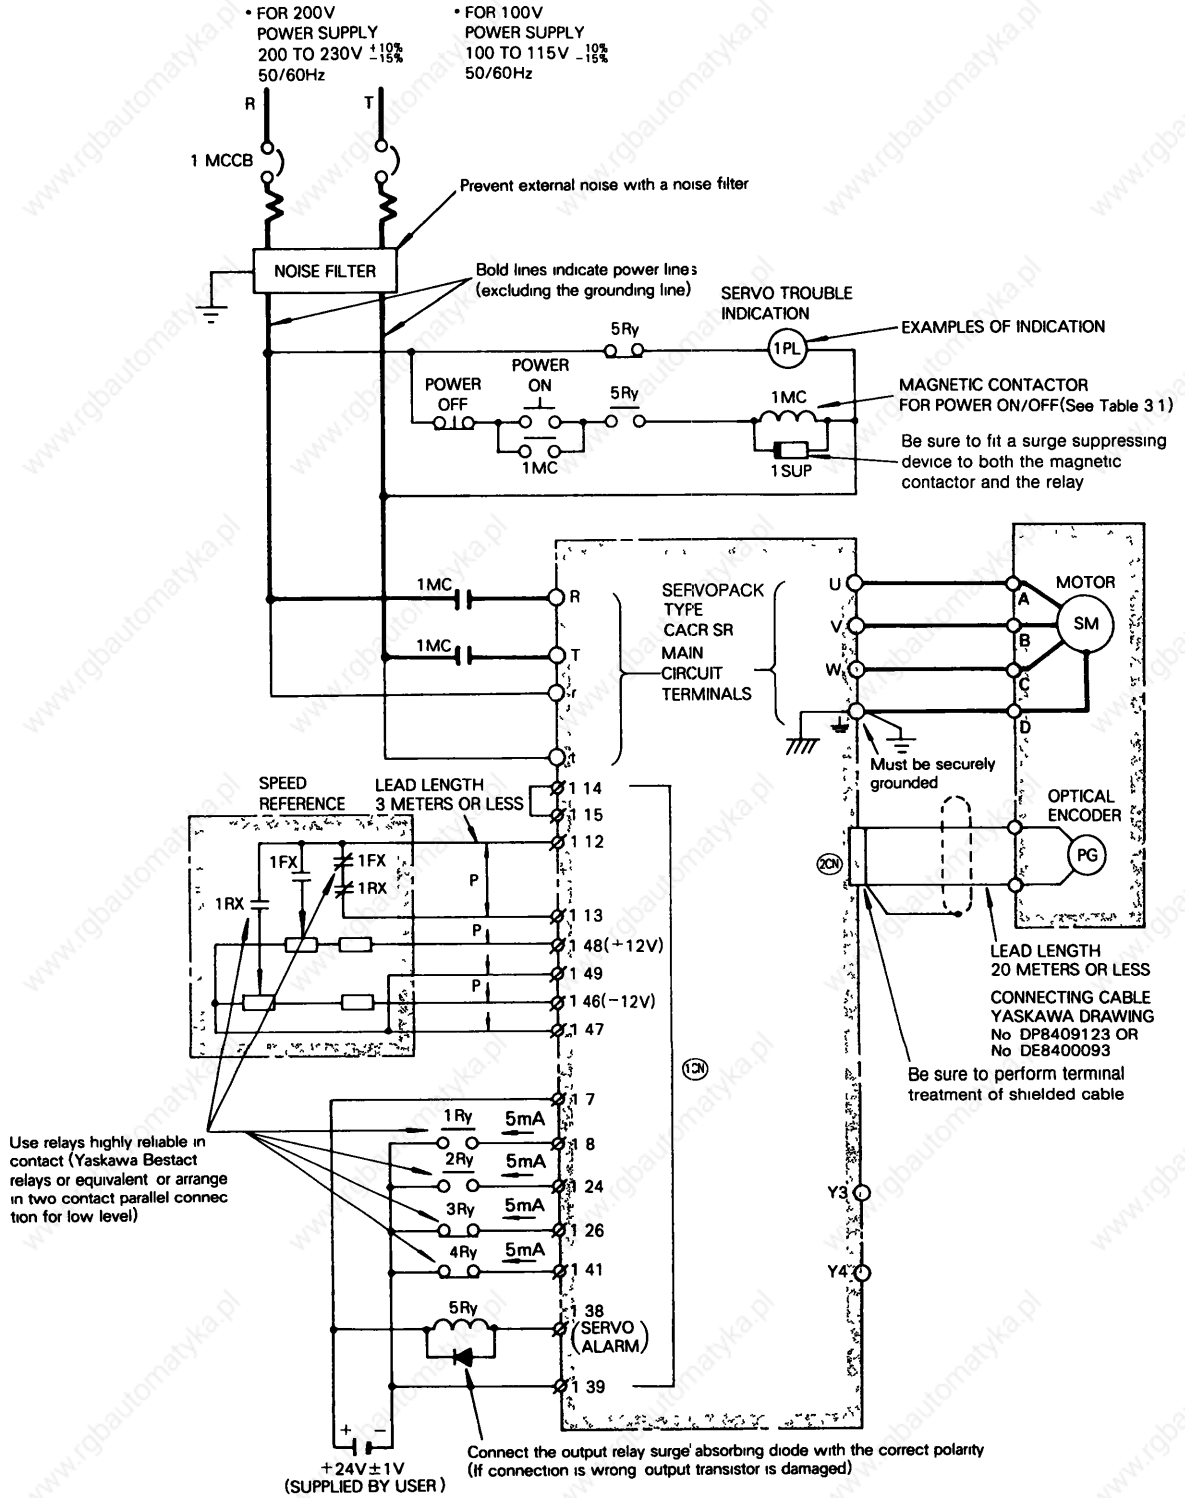 • FOR 200V
POWER SUPPLY
200 TO 230V +10% -15%
50/60Hz
• FOR 100V
POWER SUPPLY
100 TO 115V 10% -15%
50/60Hz
R
T
1 MCCB
Prevent external noise with a noise filter
NOISE FILTER
Bold lines indicate power lines
(excluding the grounding line)
SERVO TROUBLE
INDICATION
5Ry
1PL
EXAMPLES OF INDICATION
POWER
OFF
POWER
ON
5Ry
1MC
1MC
1SUP
MAGNETIC CONTACTOR
FOR POWER ON/OFF(See Table 3 1)
Be sure to fit a surge suppressing
device to both the magnetic
contactor and the relay
1MC
R
1MC
T
r
t
SERVOPACK
TYPE
CACR SR
MAIN
CIRCUIT
TERMINALS
U
V
W
A
B
C
D
MOTOR
SM
Must be securely
grounded
SPEED
REFERENCE
LEAD LENGTH
3 METERS OR LESS
1 14
1 15
1 12
1FX
1FX
1RX
1RX
P
1 13
P
1 48(+12V)
1 49
P
1 46(-12V)
1 47
1CN
2CN
OPTICAL
ENCODER
PG
LEAD LENGTH
20 METERS OR LESS
CONNECTING CABLE
YASKAWA DRAWING
No DP8409123 OR
No DE8400093
Be sure to perform terminal
treatment of shielded cable
Use relays highly reliable in
contact (Yaskawa Bestact
relays or equivalent or arrange
in two contact parallel connec
tion for low level)
1 7
1Ry
5mA
1 8
2Ry
5mA
1 24
3Ry
5mA
1 26
4Ry
5mA
1 41
5Ry
1 38
(SERVO
ALARM)
1 39
Y3
Y4
+ −
+24V±1V
(SUPPLIED BY USER)
Connect the output relay surge absorbing diode with the correct polarity
(If connection is wrong output transistor is damaged)
www.rgbautomatyka.pl